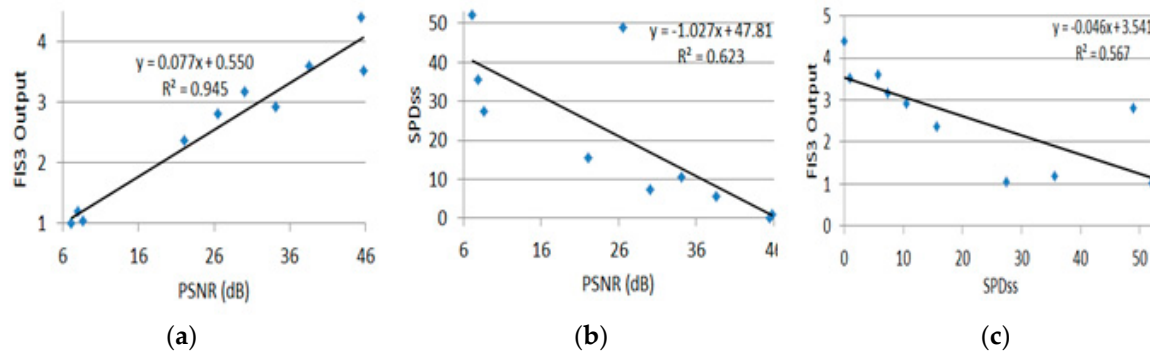 4
3
2
1
FIS3 Output
y = 0.077x + 0.550
R² = 0.945
6 16 26 36 46
PSNR (dB)
(a)
50
40
30
20
10
0
SPDss
y = -1.027x + 47.81
R² = 0.623
6 16 26 36 46
PSNR (dB)
(b)
5
4
3
2
1
0
FIS3 Output
y = -0.046x + 3.541
R² = 0.567
0 10 20 30 40 50
SPDss
(c)